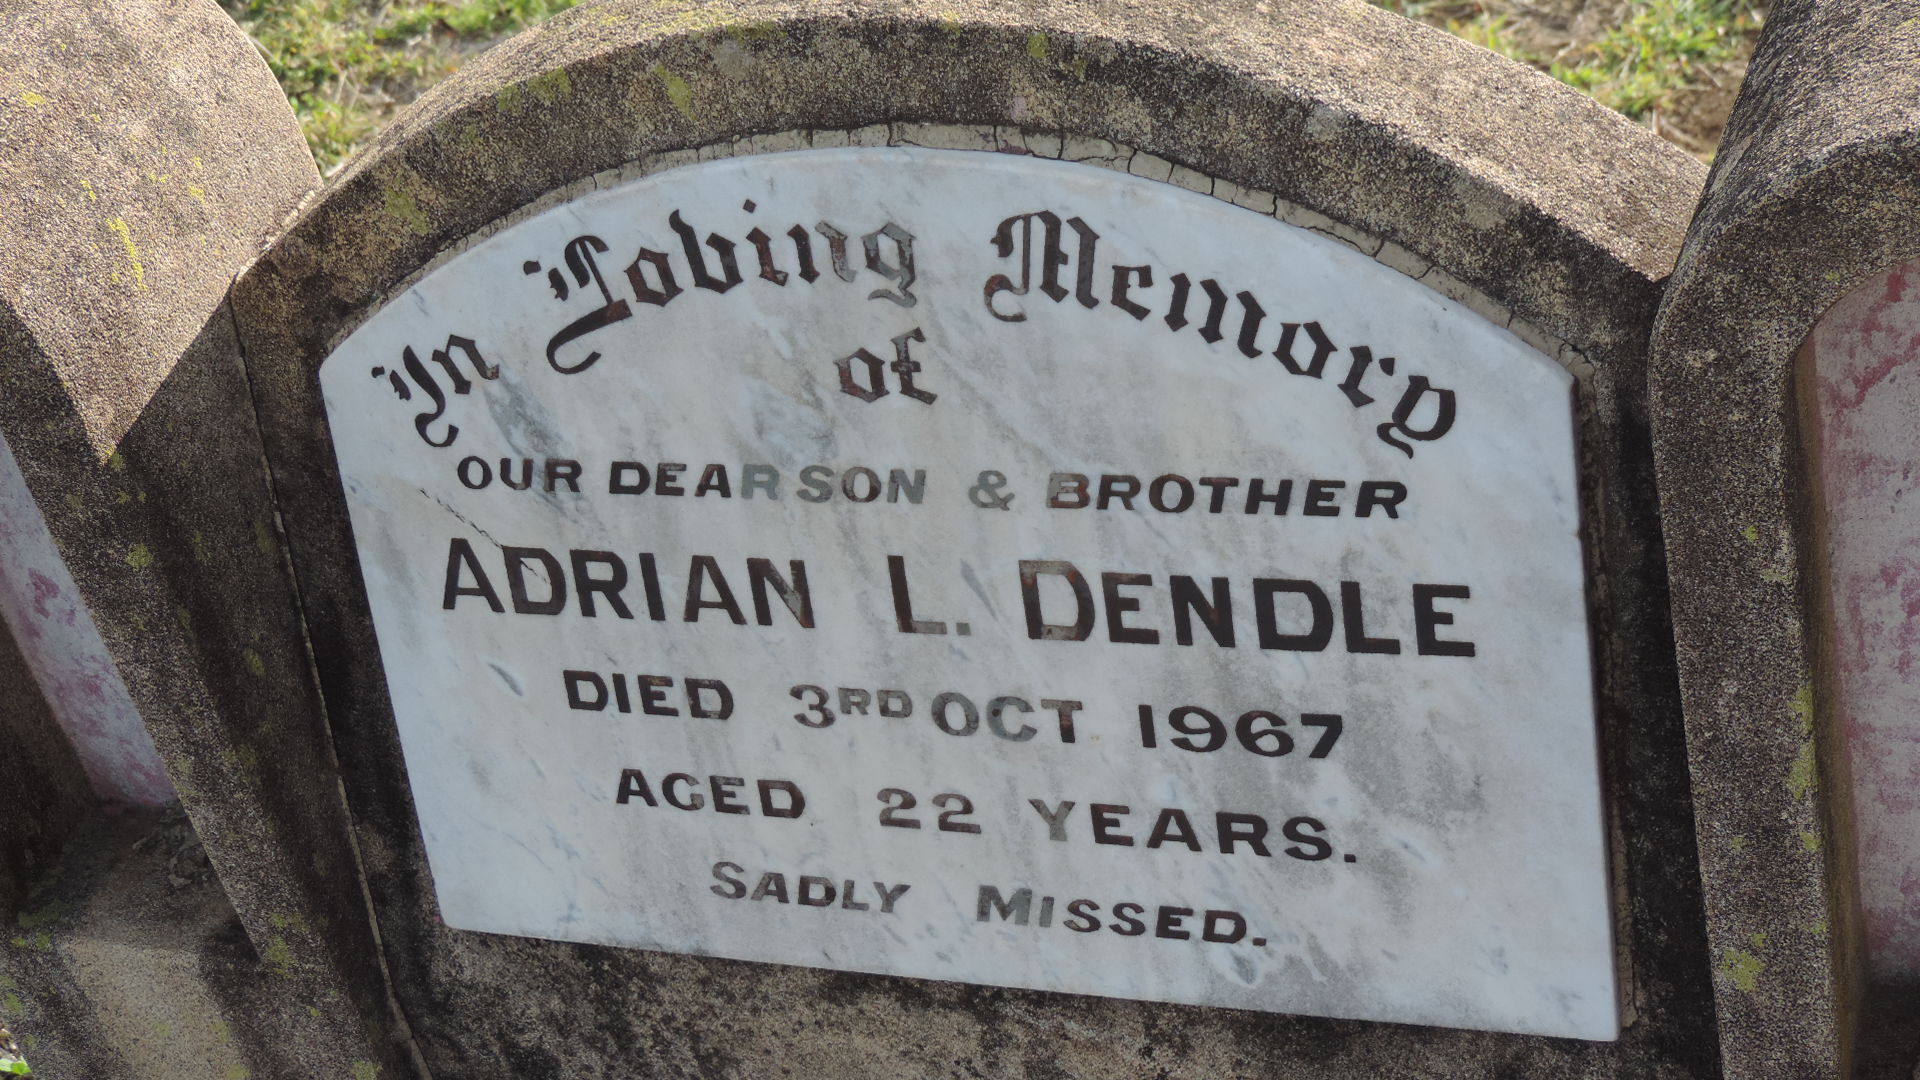 In Loving Memory
of
OUR DEAR SON & BROTHER
ADRIAN L. DENDLE
DIED 3RD OCT 1967
AGED 22 YEARS.
SADLY MISSED.